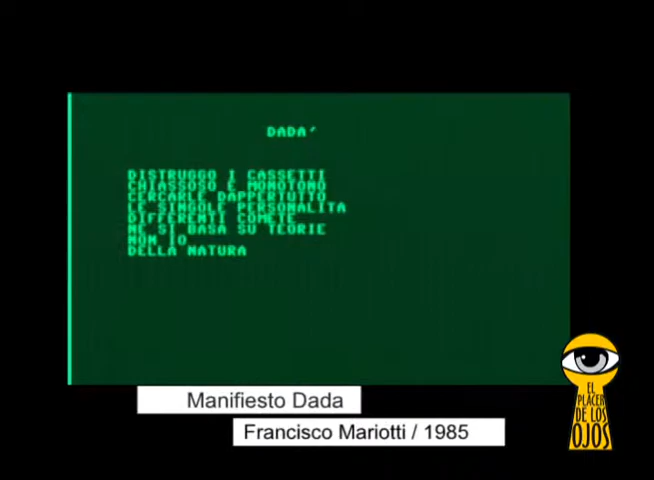 DADA'
DISTRUGGO I CASSETTI
CHIASSOSO E MONOTONO
CERCARLE DAPPERTUTTO
LE SINGOLE PERSONALITA
DIFFERENTI COMETE
ME SI BASA SU TEORIE
NON IO
DELLA NATURA
Manifiesto Dada
Francisco Mariotti / 1985
EL
PLACER
DE LOS
OJOS